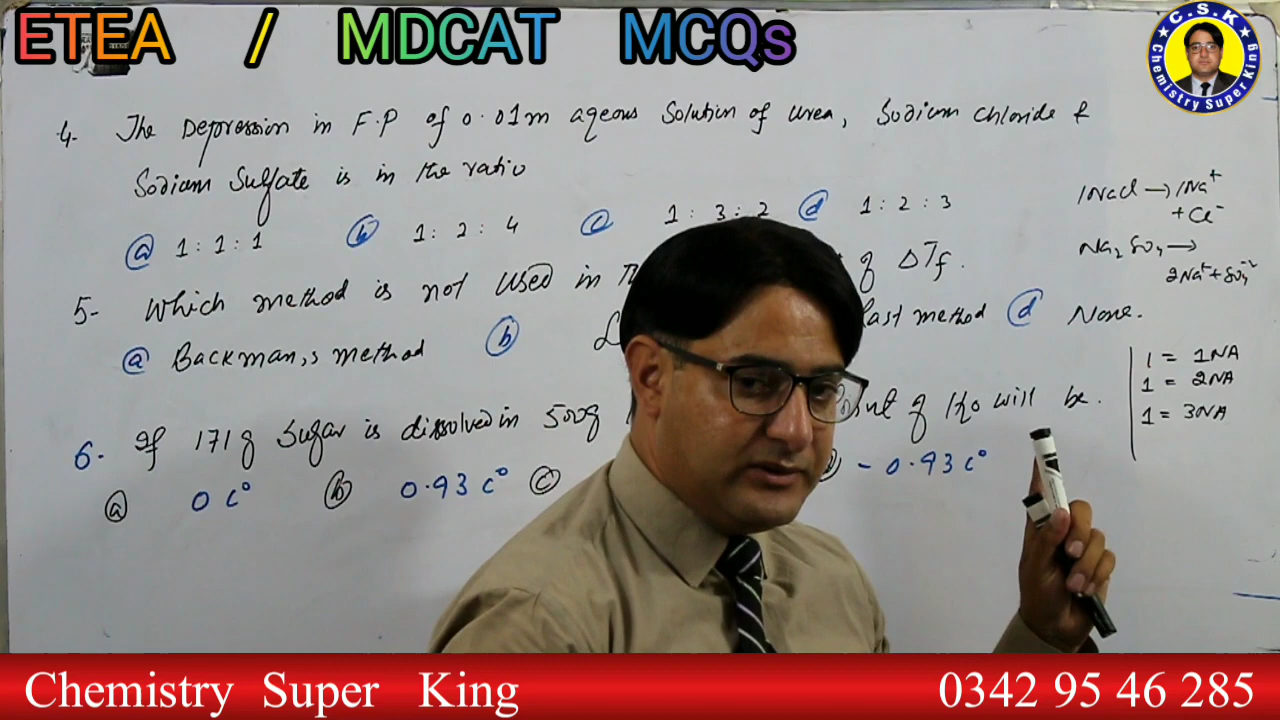 ETEA / MDCAT MCQs
C.S.K
Chemistry Super King
4. The Depression in F.P of 0.01m aqeous Solution of urea, Sodium chloride &
Sodium Sulfate is in the ratio
a 1:1:1 b 1:2:4 c 1:3:2 d 1:2:3
1NaCl → 1Na⁺
+ Cl⁻
Na₂SO₄ →
2Na⁺ + SO₄⁻²
5- Which method is not used in of ΔTf.
a Backman,s method b Rast method d None.
1 = 1NA
1 = 2NA
1 = 3NA
6. If 171g Sugar is dissolved in 500g of H₂O will be.
a 0 C° b 0.93 C° c - 0.93 C°
Chemistry Super King
0342 95 46 285